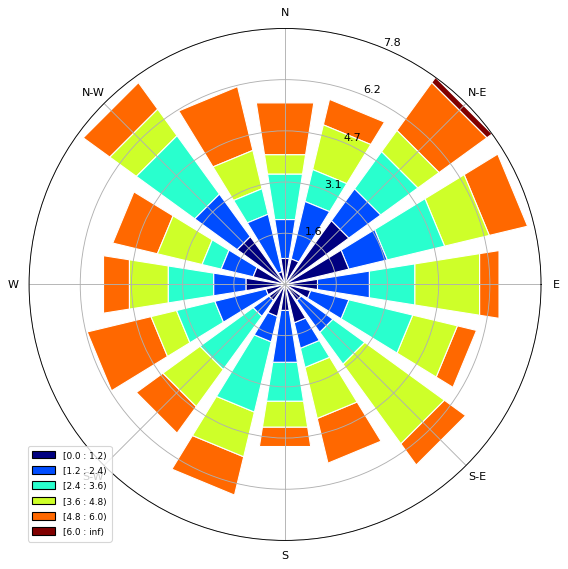 N
7.8
6.2
N-W
N-E
4.7
3.1
1.6
W
E
S-W
S-E
[0.0 : 1.2)
[1.2 : 2.4)
[2.4 : 3.6)
[3.6 : 4.8)
[4.8 : 6.0)
[6.0 : inf)
S